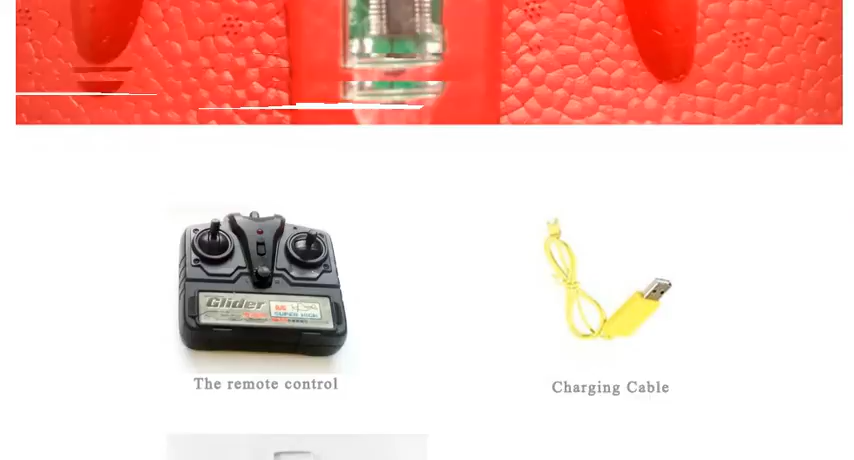 Glider
SUPER HIGH
The remote control
Charging Cable